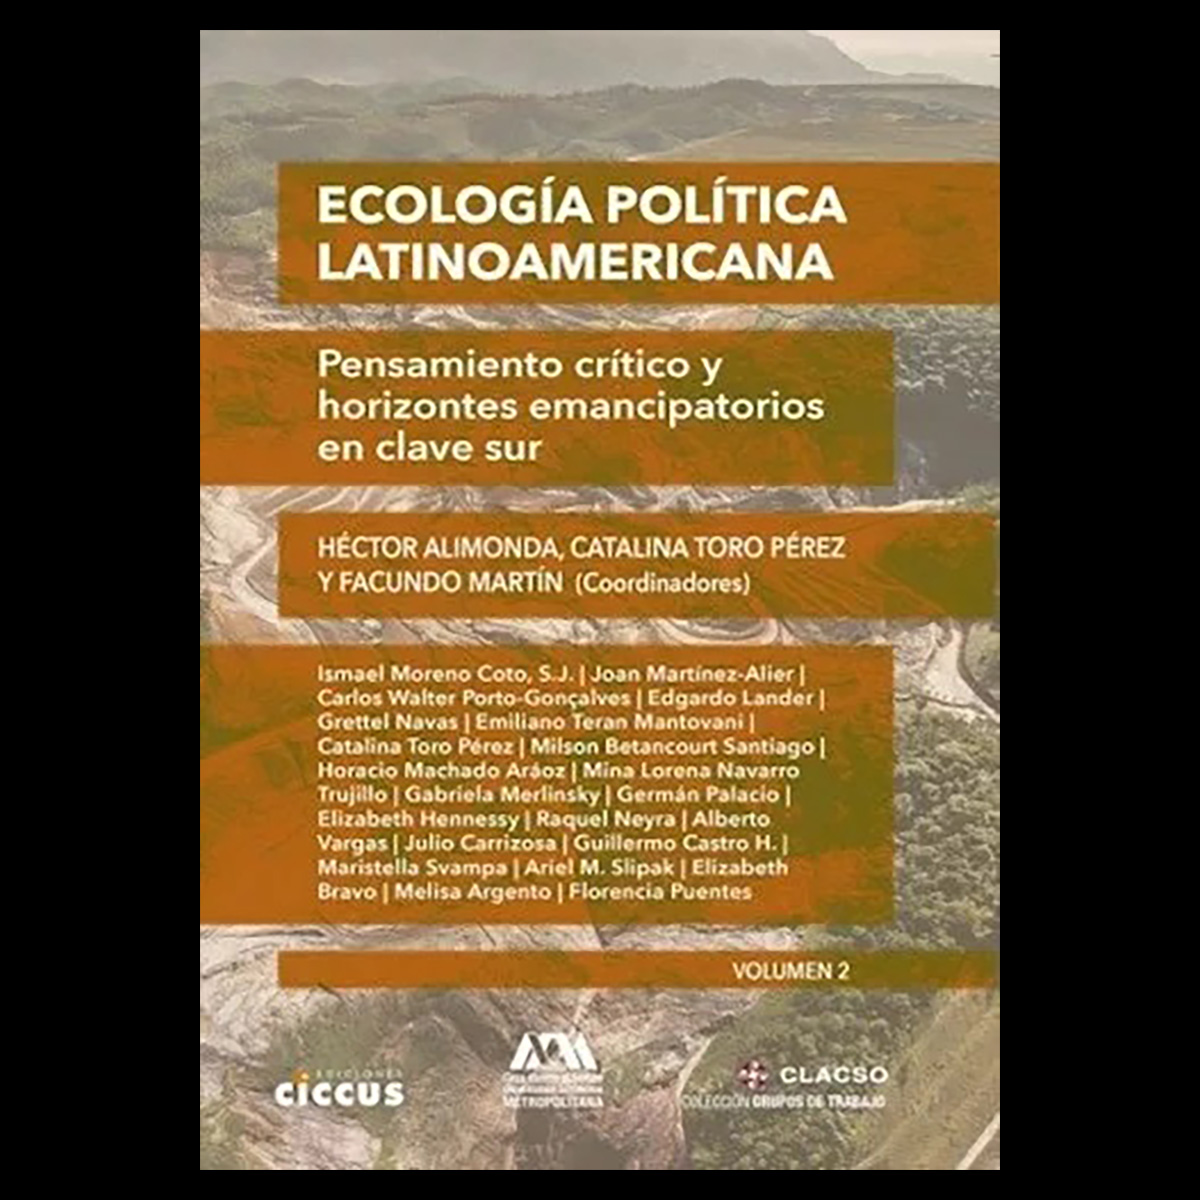 ECOLOGÍA POLÍTICA
LATINOAMERICANA
Pensamiento crítico y
horizontes emancipatorios
en clave sur
HÉCTOR ALIMONDA, CATALINA TORO PÉREZ
Y FACUNDO MARTÍN (Coordinadores)
Ismael Moreno Coto, S.J. | Joan Martínez-Alier |
Carlos Walter Porto-Gonçalves | Edgardo Lander |
Grettel Navas | Emiliano Teran Mantovani |
Catalina Toro Pérez | Milson Betancourt Santiago |
Horacio Machado Aráoz | Mina Lorena Navarro
Trujillo | Gabriela Merlinsky | Germán Palacio |
Elizabeth Hennessy | Raquel Neyra | Alberto
Vargas | Julio Carrizosa | Guillermo Castro H. |
Maristella Svampa | Ariel M. Slipak | Elizabeth
Bravo | Melisa Argento | Florencia Puentes
VOLUMEN 2
EDICIONES
CICCUS
METROPOLITANA
CLACSO
COLECCIÓN GRUPOS DE TRABAJO